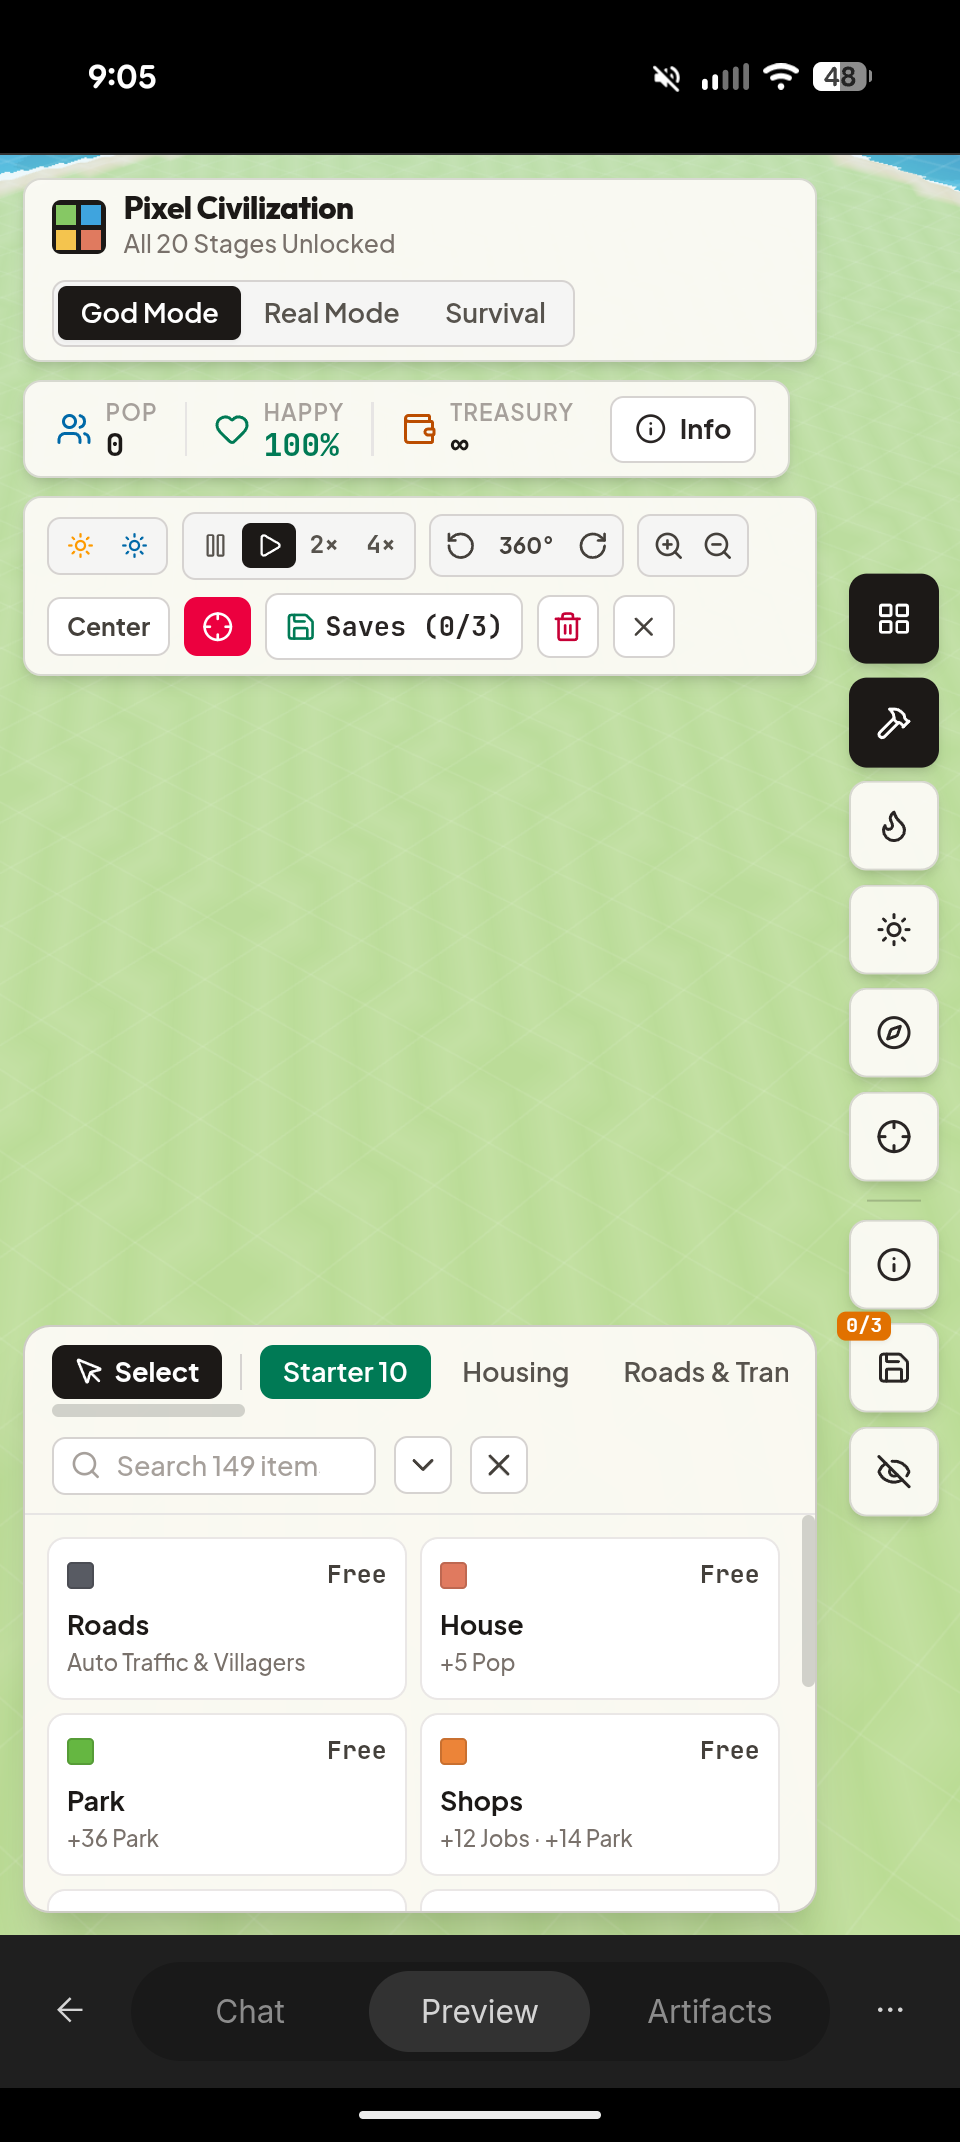 9:05
48
Pixel Civilization
All 20 Stages Unlocked
God Mode Real Mode Survival
POP HAPPY TREASURY
0 100% ∞ Info
2× 4× 360°
Center Saves (0/3)
0/3
Select Starter 10 Housing Roads & Tran
Search 149 item
Free Free
Roads House
Auto Traffic & Villagers +5 Pop
Free Free
Park Shops
+36 Park +12 Jobs · +14 Park
Chat Preview Artifacts